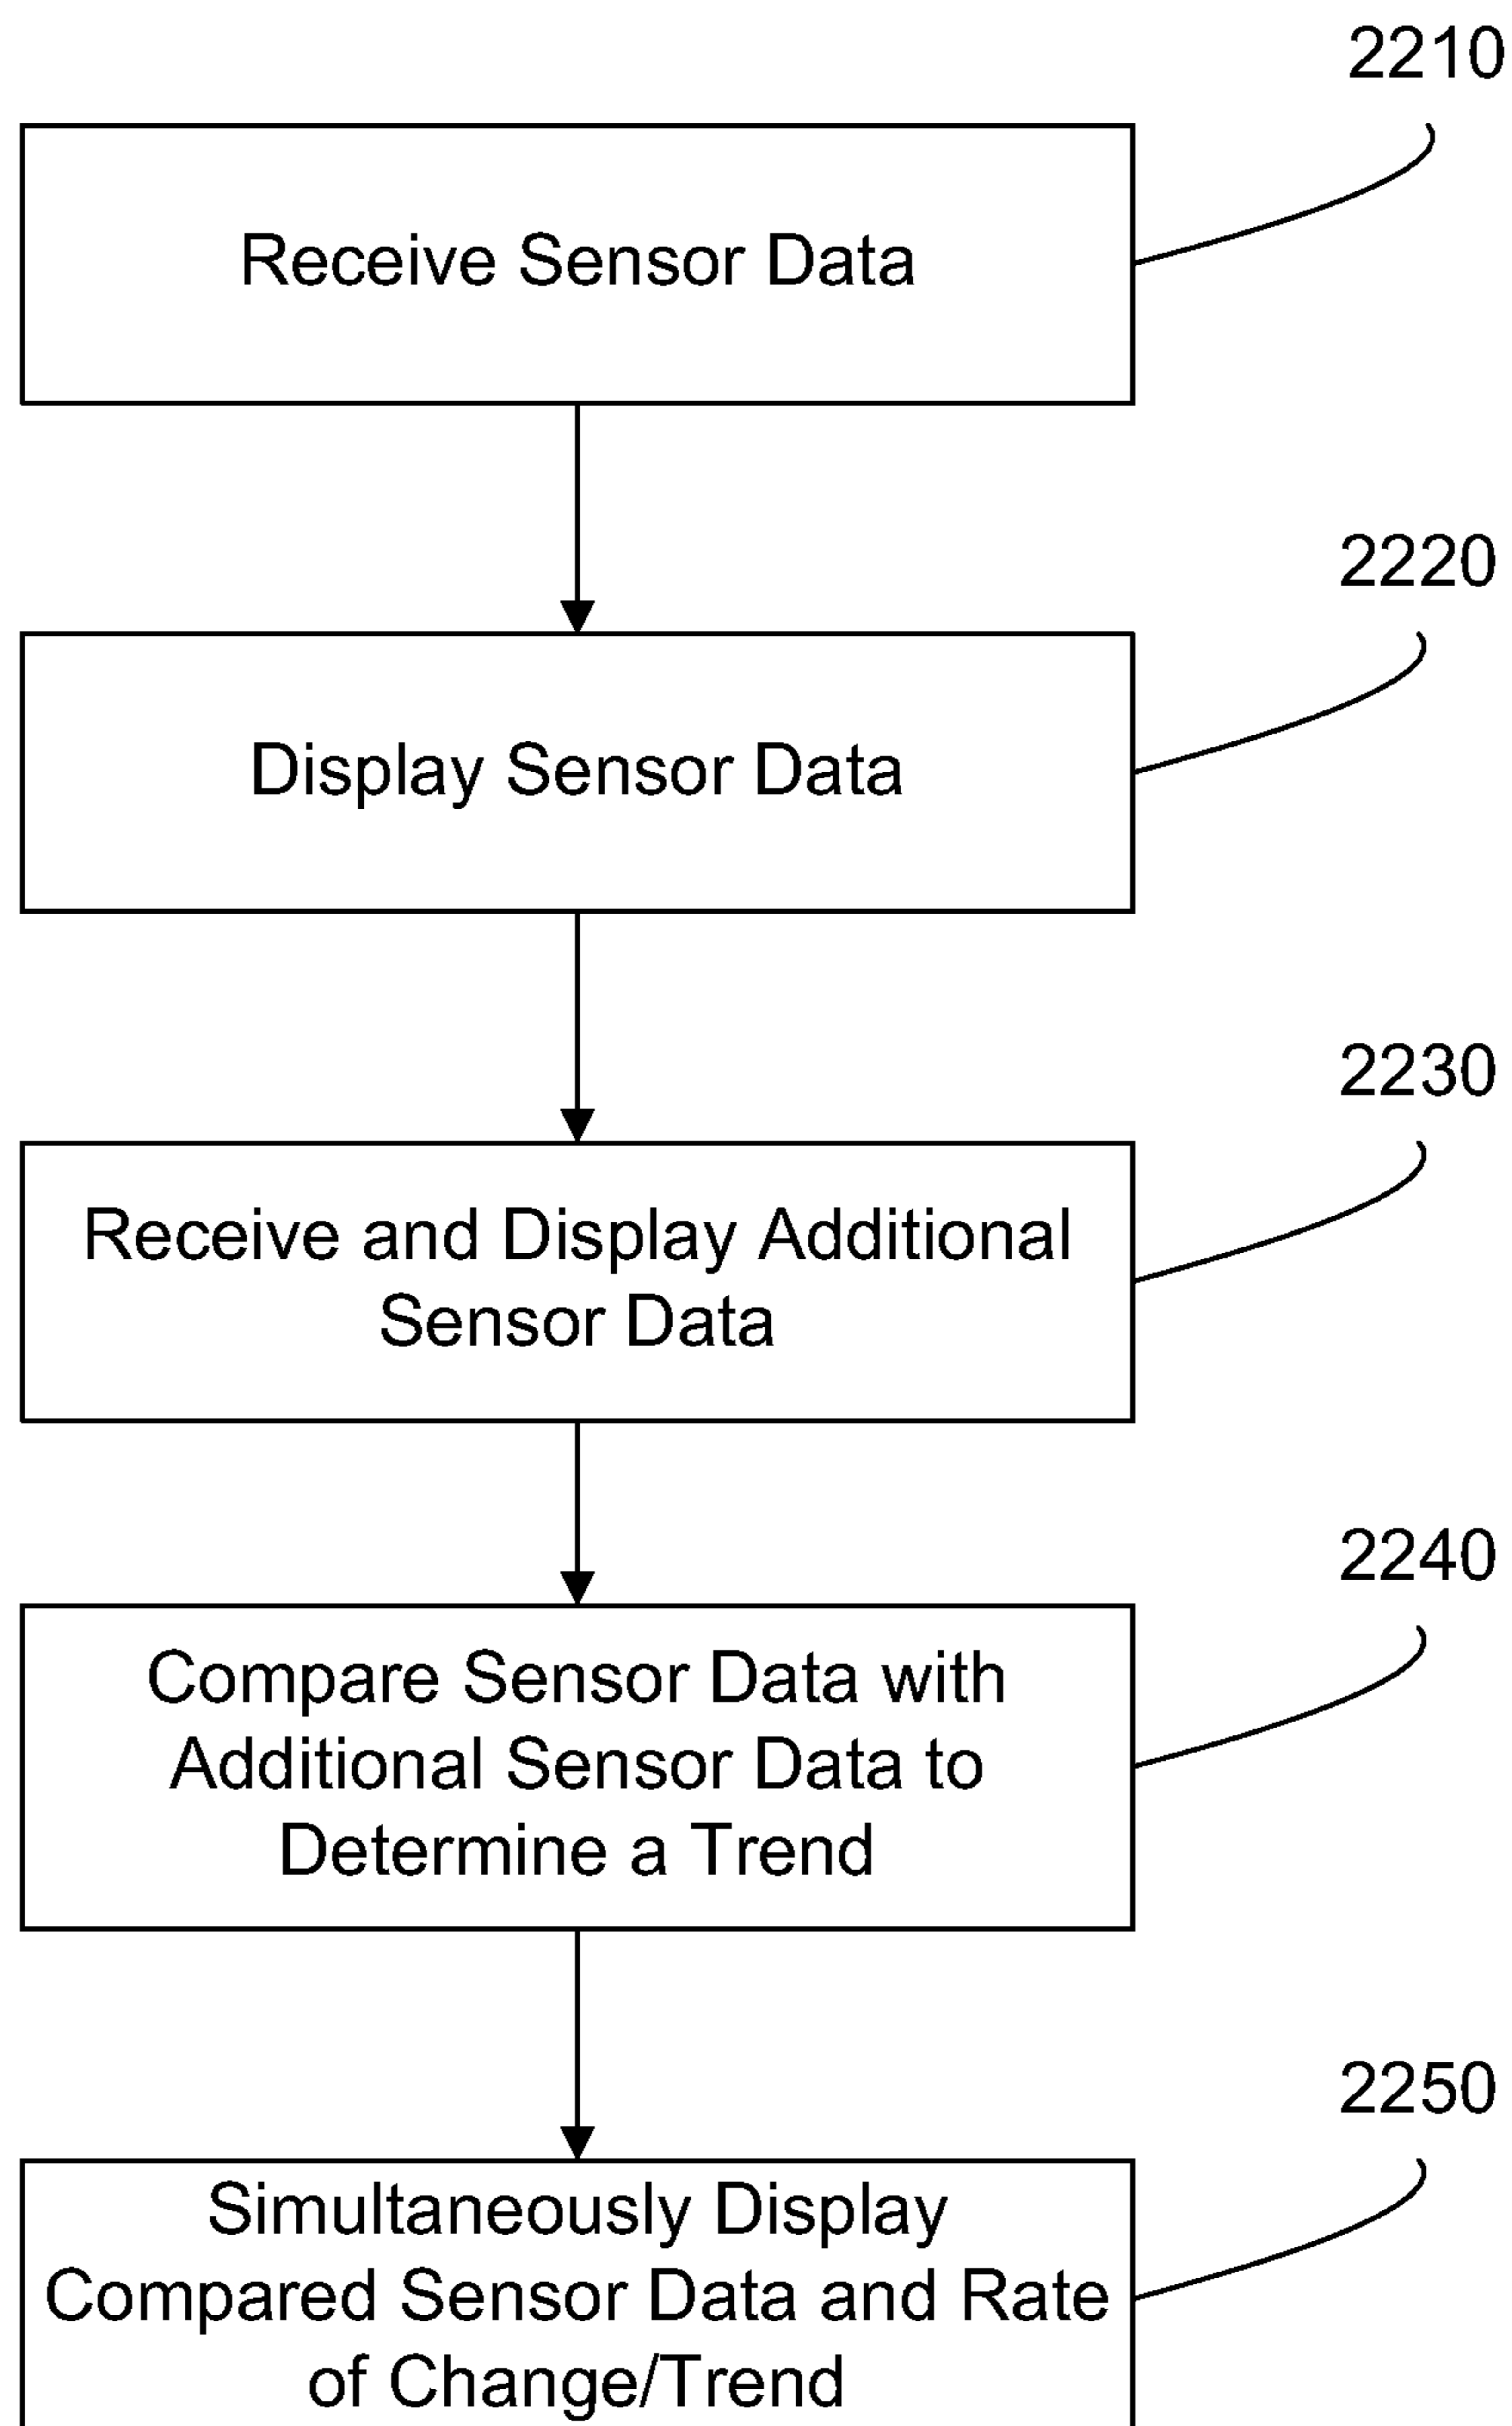 2210
Receive Sensor Data
2220
Display Sensor Data
2230
Receive and Display Additional
Sensor Data
2240
Compare Sensor Data with
Additional Sensor Data to
Determine a Trend
2250
Simultaneously Display
Compared Sensor Data and Rate
of Change/Trend